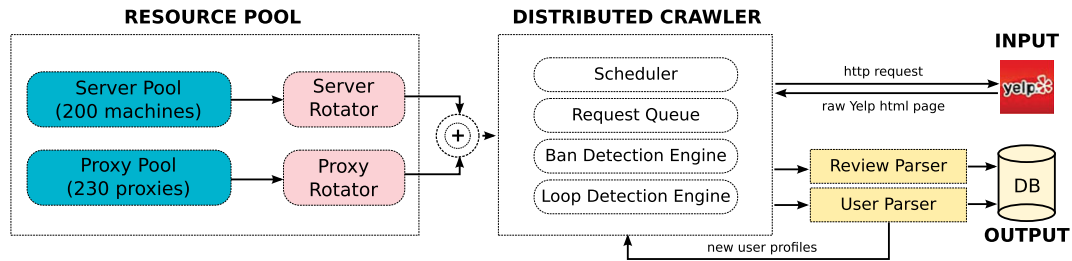 RESOURCE POOL
Server Pool
(200 machines)
Server
Rotator
Proxy Pool
(230 proxies)
Proxy
Rotator
+
DISTRIBUTED CRAWLER
Scheduler
Request Queue
Ban Detection Engine
Loop Detection Engine
http request
raw Yelp html page
INPUT
yelp
Review Parser
User Parser
DB
OUTPUT
new user profiles